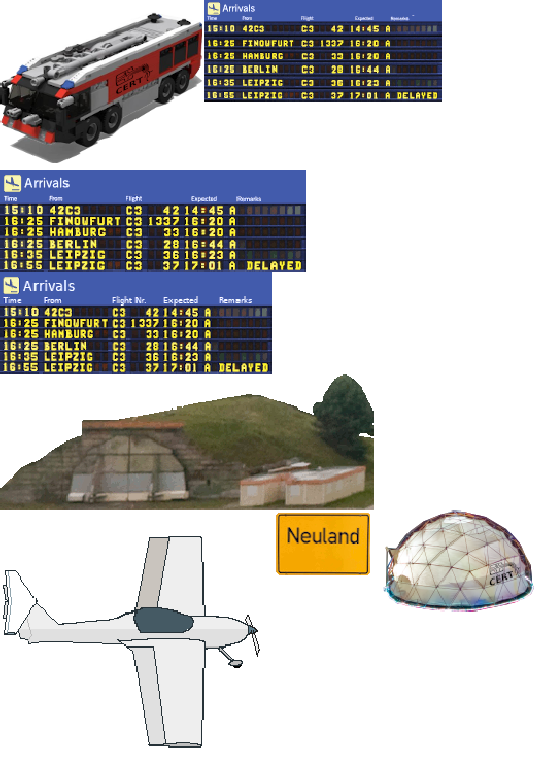 CERT
Arrivals
Time From Flight Expected Remarks
15:10 42C3 C3 42 14:45 A
16:25 FINOWFURT C3 1337 16:20 A
16:25 HAMBURG C3 33 16:20 A
16:25 BERLIN C3 28 16:44 A
16:35 LEIPZIG C3 36 16:23 A
16:55 LEIPZIG C3 37 17:01 A DELAYED
Arrivals
Time From Flight Expected Remarks
15:10 42C3 C3 42 14:45 A
16:25 FINOWFURT C3 1337 16:20 A
16:25 HAMBURG C3 33 16:20 A
16:25 BERLIN C3 28 16:44 A
16:35 LEIPZIG C3 36 16:23 A
16:55 LEIPZIG C3 37 17:01 A DELAYED
Arrivals
Time From Flight Nr. Expected Remarks
15:10 42C3 C3 42 14:45 A
16:25 FINOWFURT C3 1337 16:20 A
16:25 HAMBURG C3 33 16:20 A
16:25 BERLIN C3 28 16:44 A
16:35 LEIPZIG C3 36 16:23 A
16:55 LEIPZIG C3 37 17:01 A DELAYED
Neuland
CERT